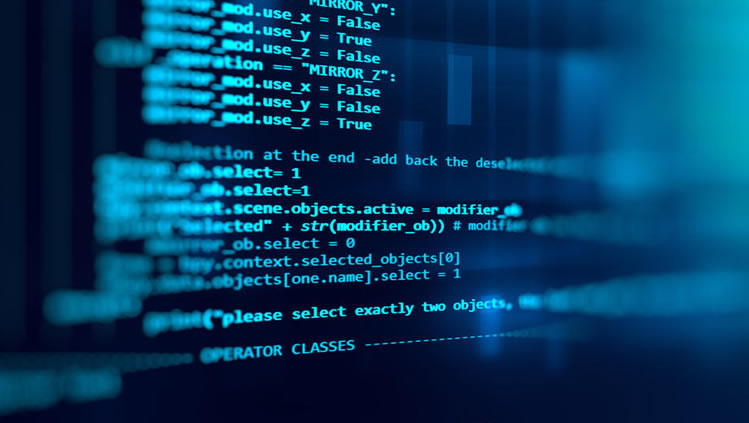 "MIRROR_Y":
_mod.use_x = False
mirror_mod.use_y = True
mirror_mod.use_z = False
_operation == "MIRROR_Z":
mirror_mod.use_x = False
mirror_mod.use_y = False
mirror_mod.use_z = True
selection at the end -add back the deselected
_ob.select= 1
_ob.select=1
context.scene.objects.active = modifier_ob
"Selected" + str(modifier_ob)) # modifier
mirror_ob.select = 0
bpy.context.selected_objects[0]
.objects[one.name].select = 1
print("please select exactly two objects,
OPERATOR CLASSES ----------------------